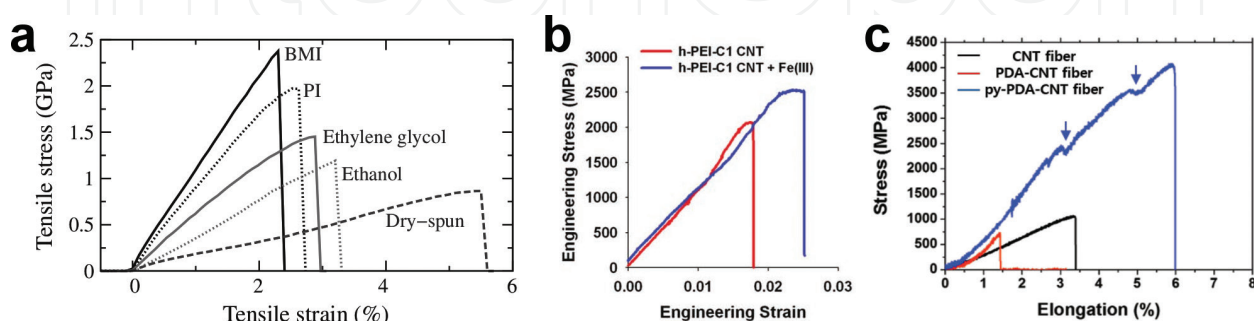 a
2.5
2
1.5
1
0.5
0
Tensile stress (GPa)
BMI
PI
Ethylene glycol
Ethanol
Dry-spun
0
2
4
6
Tensile strain (%)
b
h-PEI-C1 CNT
h-PEI-C1 CNT + Fe(III)
3000
2500
2000
1500
1000
500
0
Engineering Stress (MPa)
0.00
0.01
0.02
0.03
Engineering Strain
c
4500
4000
3500
3000
2500
2000
1500
1000
500
0
Stress (MPa)
CNT fiber
PDA-CNT fiber
py-PDA-CNT fiber
0
1
2
3
4
5
6
7
8
Elongation (%)